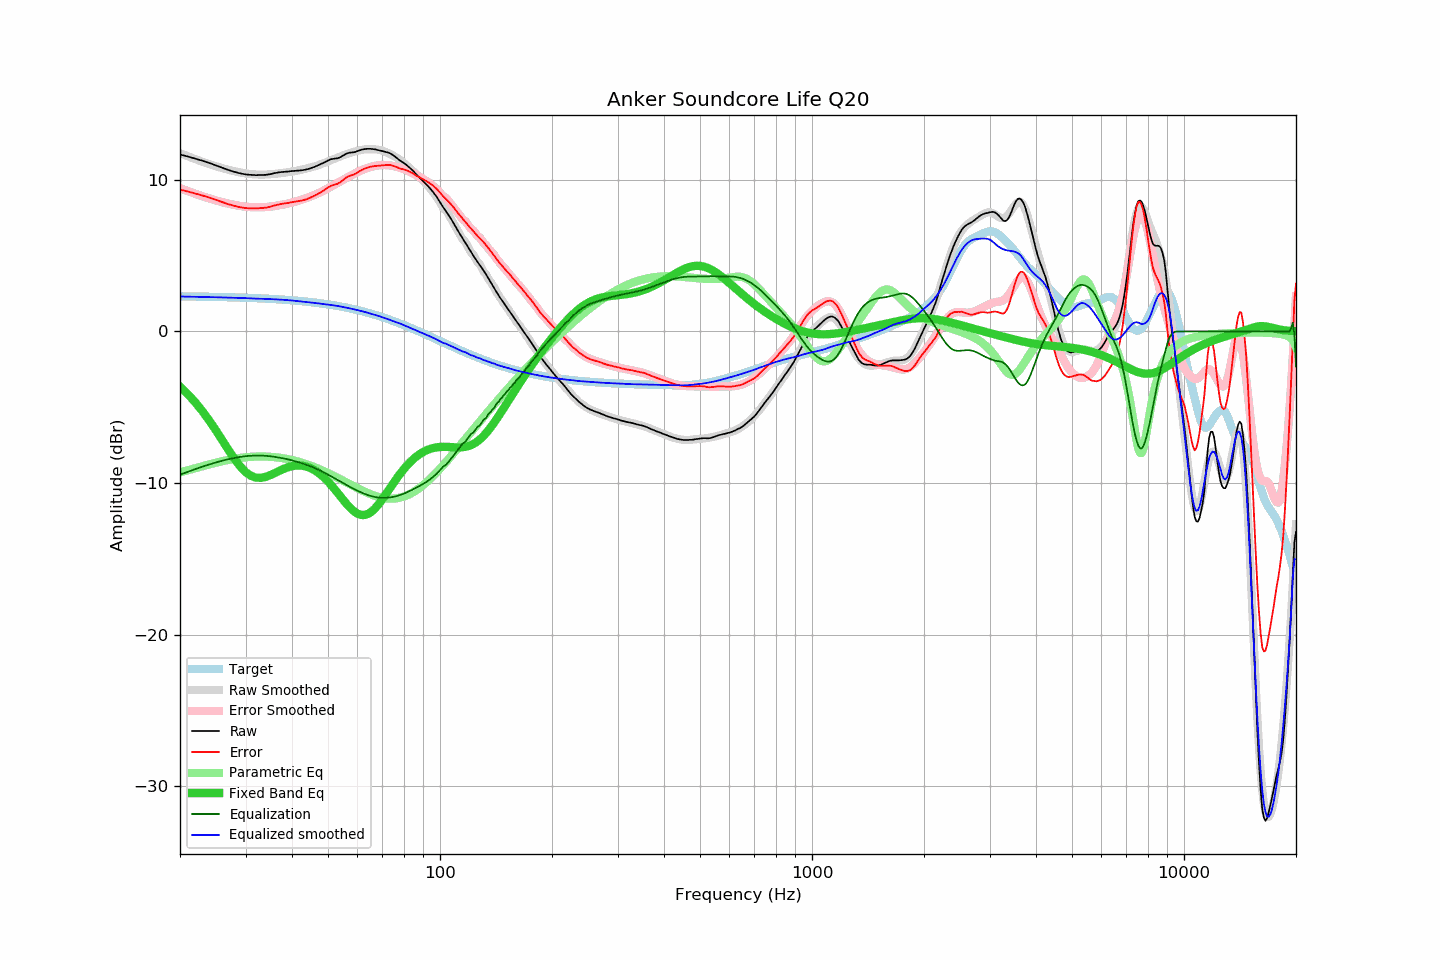 Anker Soundcore Life Q20
Amplitude (dBr)
10
0
−10
−20
−30
Target
Raw Smoothed
Error Smoothed
Raw
Error
Parametric Eq
Fixed Band Eq
Equalization
Equalized smoothed
100
1000
10000
Frequency (Hz)